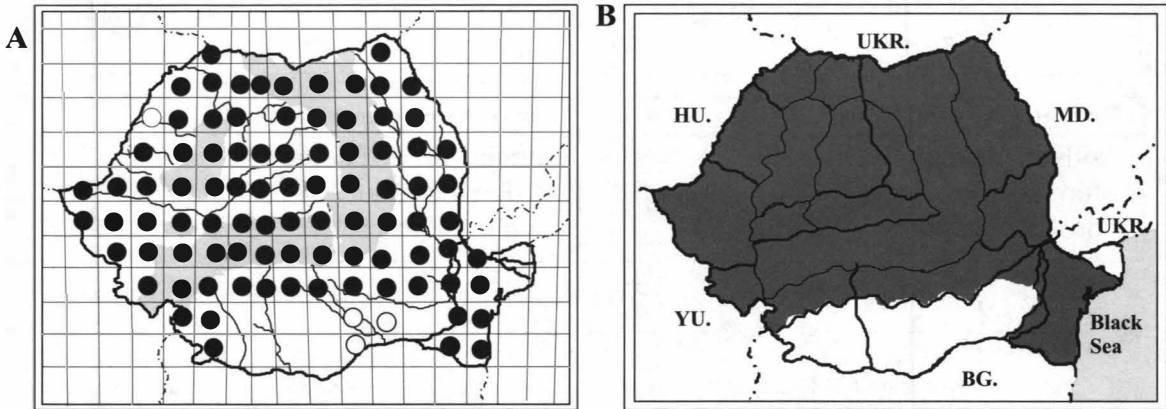 A
B
UKR.
HU.
MD.
UKR.
YU.
Black
Sea
BG.